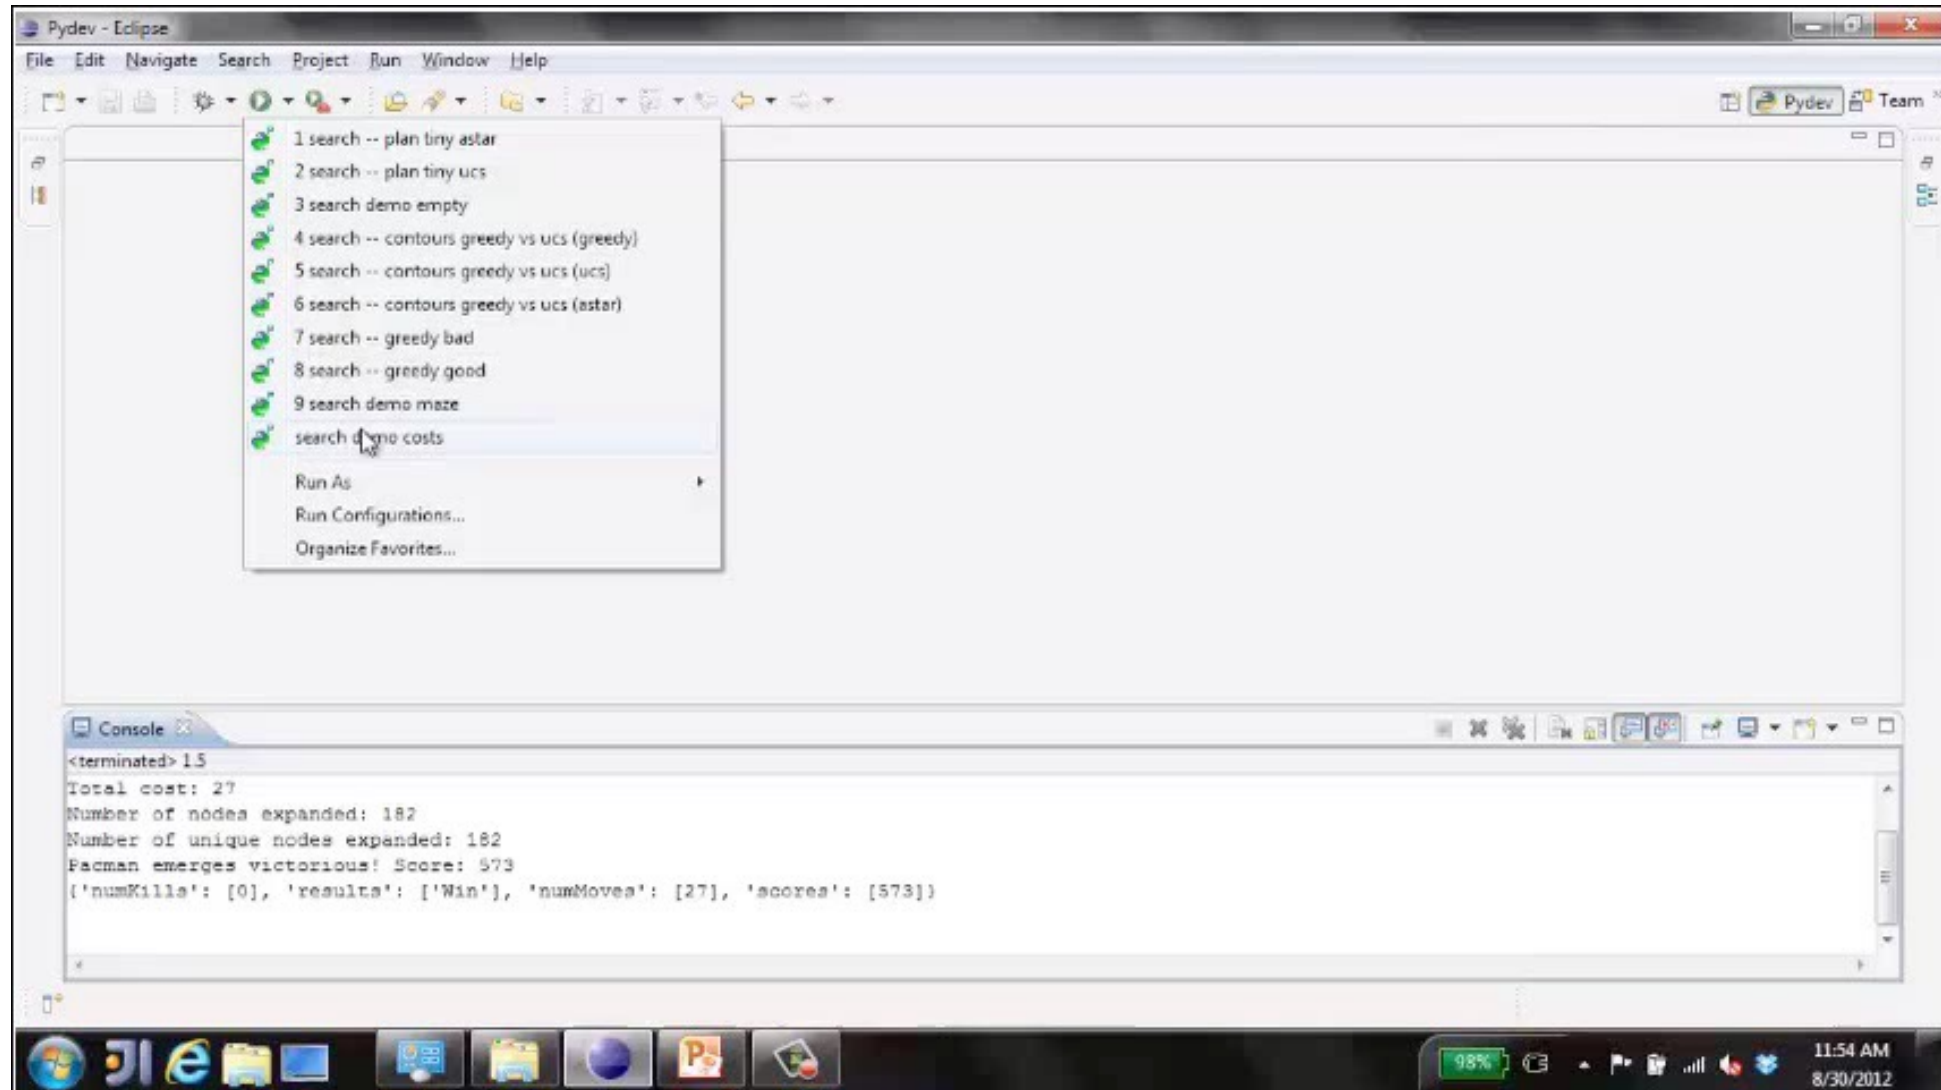 Pydev - Eclipse
File Edit Navigate Search Project Run Window Help
Pydev Team
1 search -- plan tiny astar
2 search -- plan tiny ucs
3 search demo empty
4 search -- contours greedy vs ucs (greedy)
5 search -- contours greedy vs ucs (ucs)
6 search -- contours greedy vs ucs (astar)
7 search -- greedy bad
8 search -- greedy good
9 search demo maze
search demo costs
Run As
Run Configurations...
Organize Favorites...
Console
<terminated> 1.5
Total cost: 27
Number of nodes expanded: 182
Number of unique nodes expanded: 182
Pacman emerges victorious! Score: 573
{'numKills': [0], 'results': ['Win'], 'numMoves': [27], 'scores': [573]}
98%
11:54 AM
8/30/2012